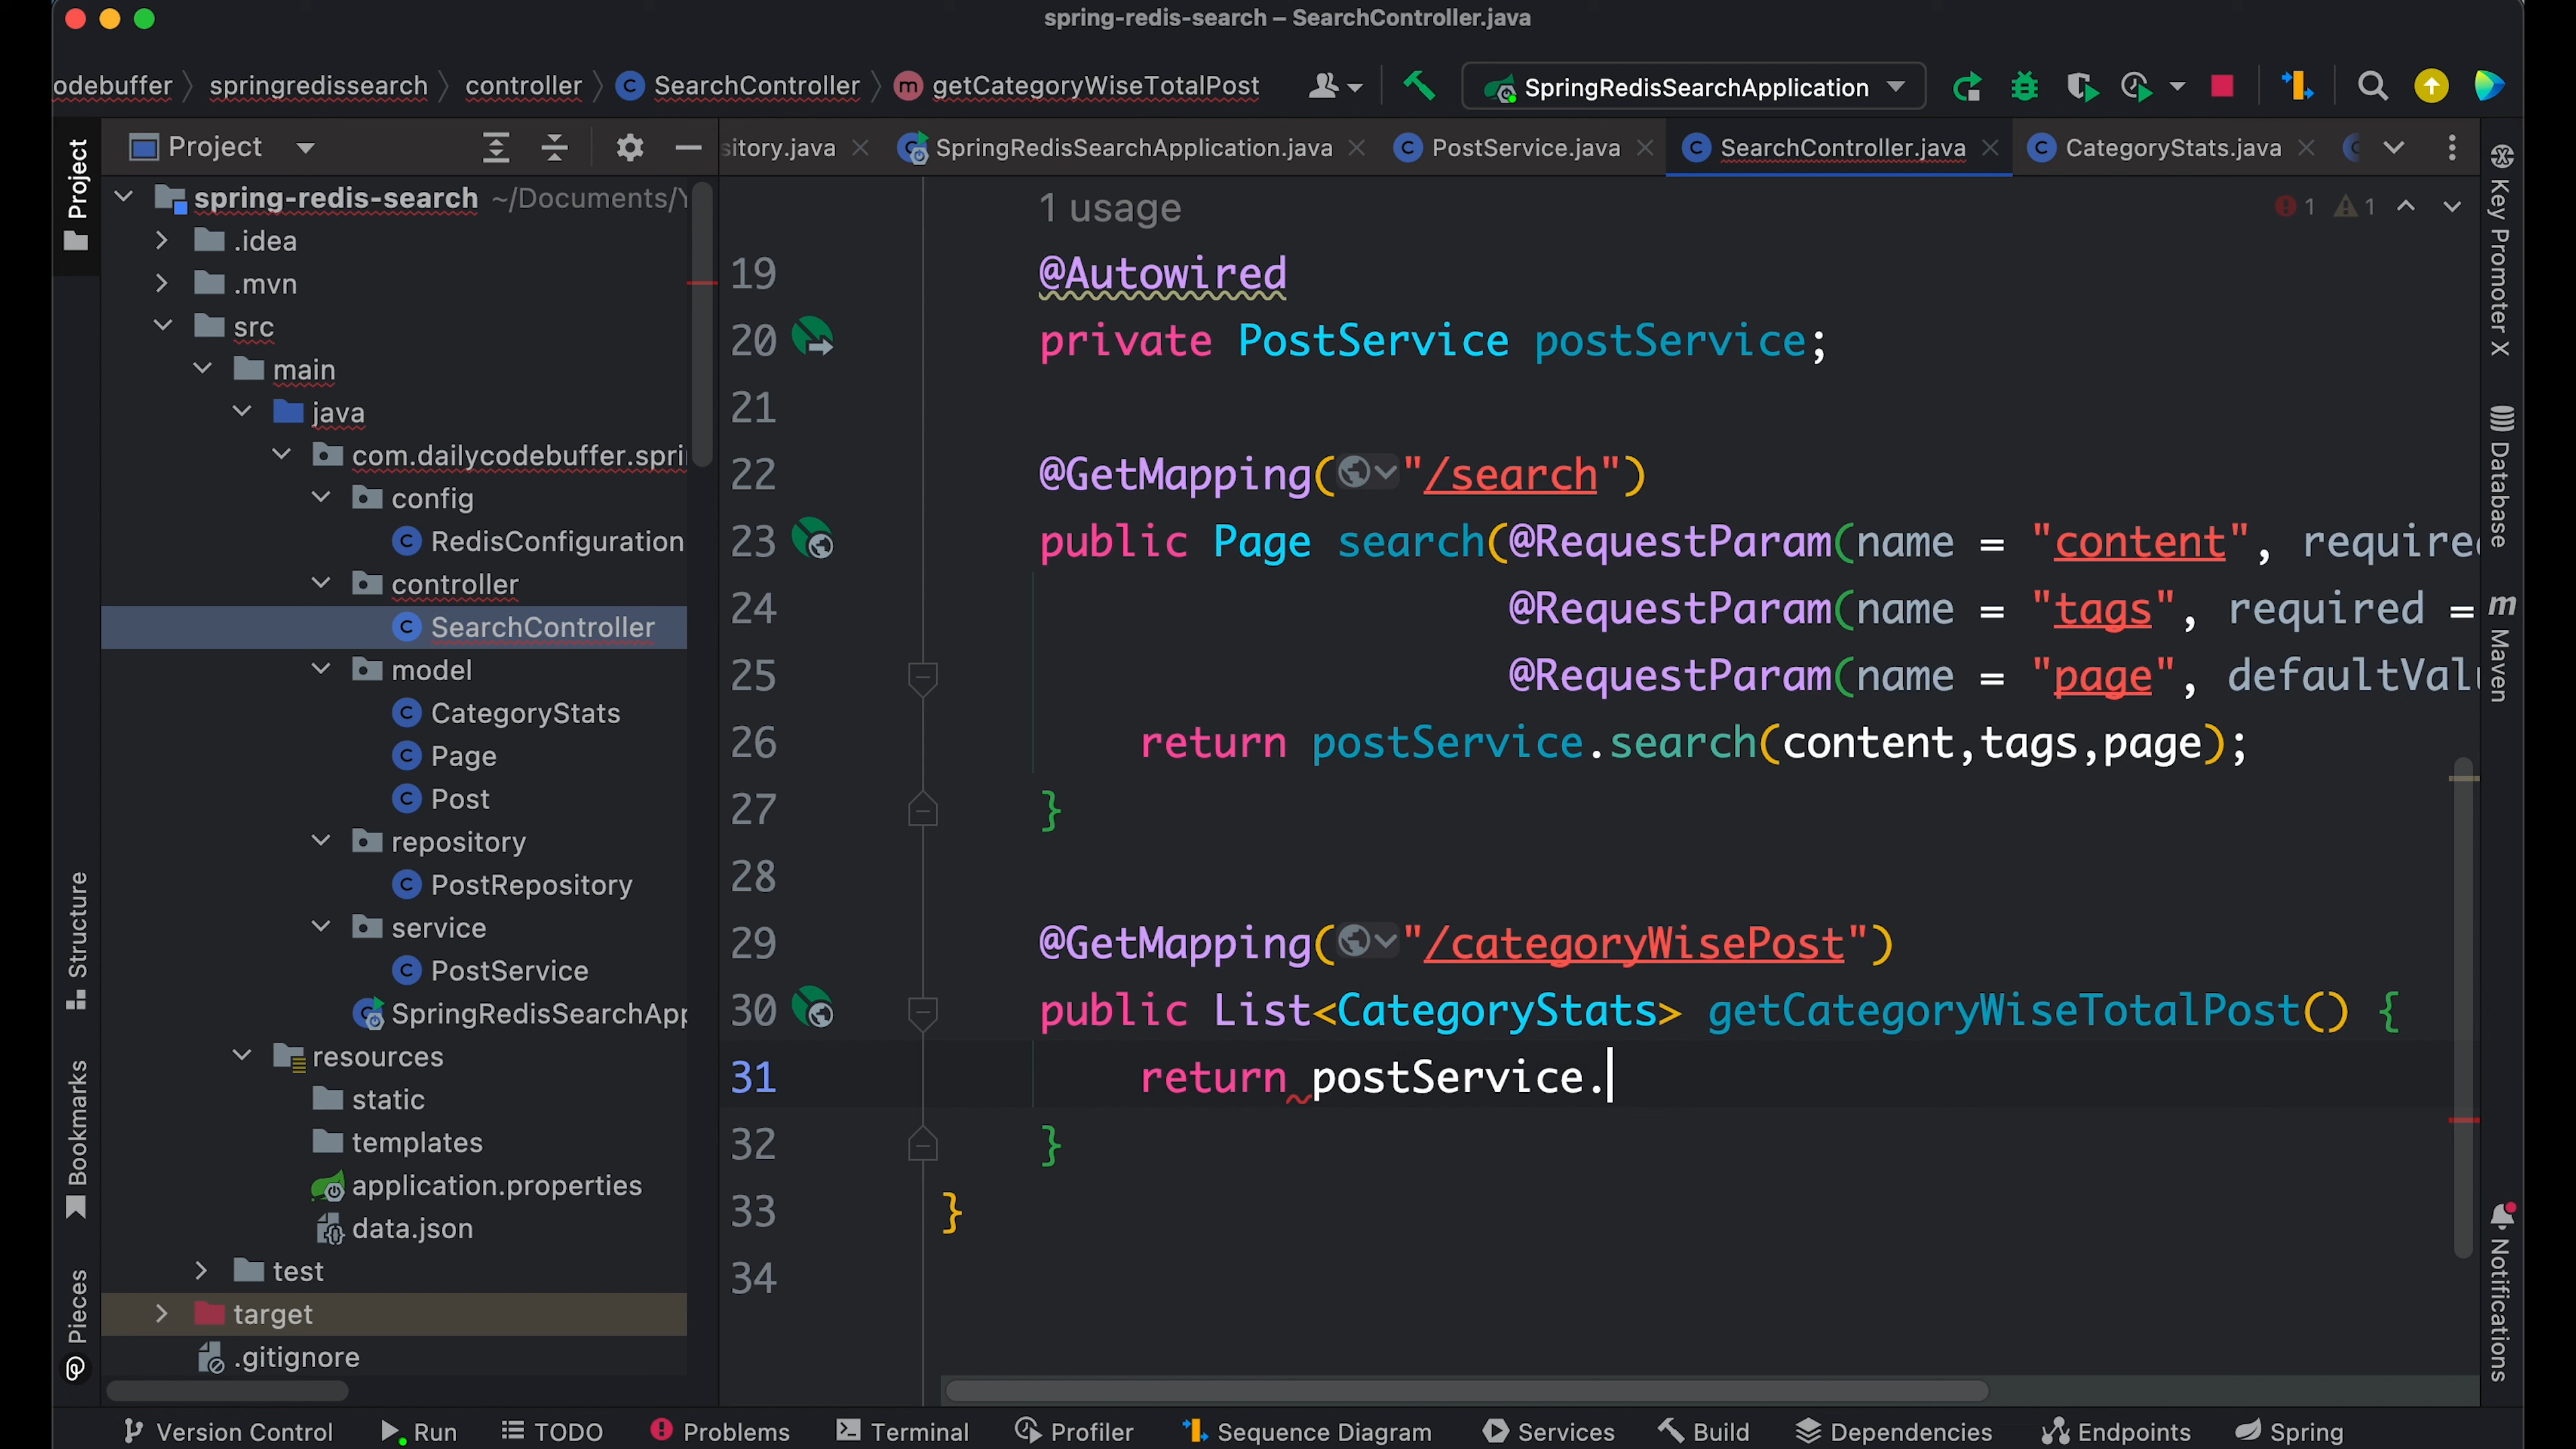 spring-redis-search – SearchController.java
odebuffer springredissearch controller SearchController m getCategoryWiseTotalPost SpringRedisSearchApplication
Project
itory.java SpringRedisSearchApplication.java PostService.java SearchController.java CategoryStats.java
Project
Structure
Bookmarks
Pieces
spring-redis-search ~/Documents/Y
.idea
.mvn
src
main
java
com.dailycodebuffer.spri
config
RedisConfiguration
controller
SearchController
model
CategoryStats
Page
Post
repository
PostRepository
service
PostService
SpringRedisSearchApp
resources
static
templates
application.properties
data.json
test
target
.gitignore
1 usage
1 1
19 @Autowired
20 private PostService postService;
21
22 @GetMapping("/search")
23 public Page search(@RequestParam(name = "content", required
24 @RequestParam(name = "tags", required =
25 @RequestParam(name = "page", defaultValu
26 return postService.search(content,tags,page);
27 }
28
29 @GetMapping("/categoryWisePost")
30 public List<CategoryStats> getCategoryWiseTotalPost() {
31 return postService.
32 }
33 }
34
Key Promoter X
Database
m Maven
Notifications
Version Control Run TODO Problems Terminal Profiler Sequence Diagram Services Build Dependencies Endpoints Spring